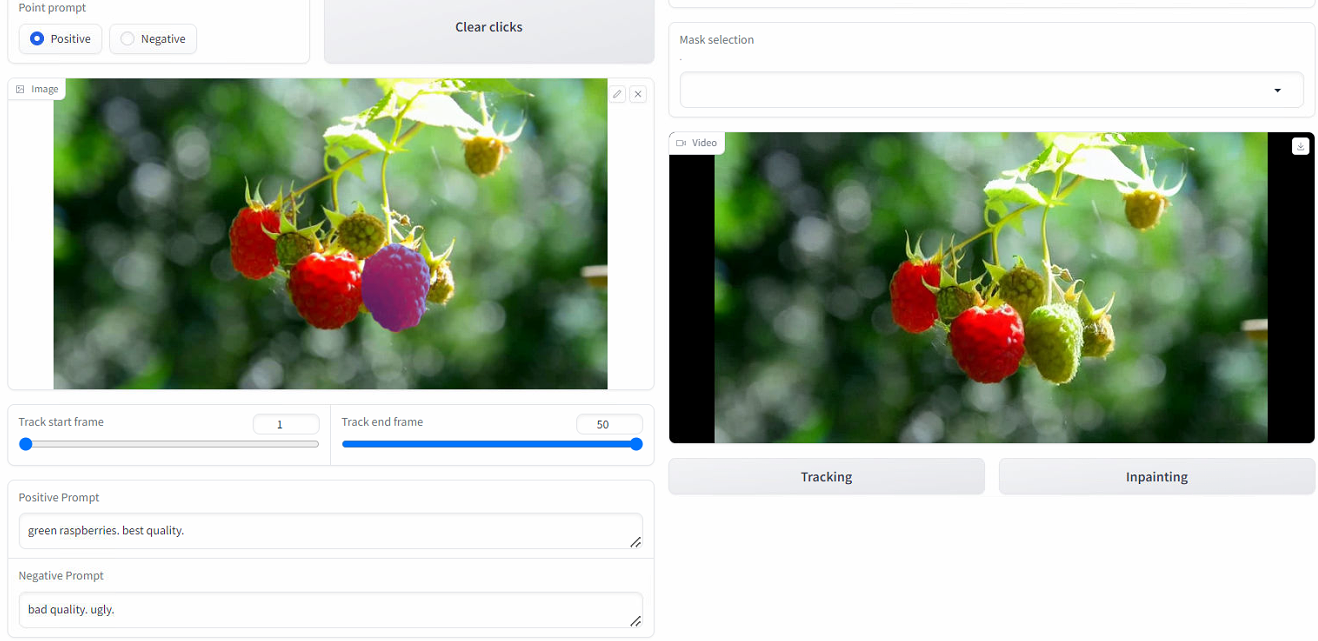 Point prompt
Positive
Negative
Clear clicks
Image
Track start frame
1
Track end frame
50
Positive Prompt
green raspberries. best quality.
Negative Prompt
bad quality. ugly.
Mask selection
.
Video
Tracking
Inpainting